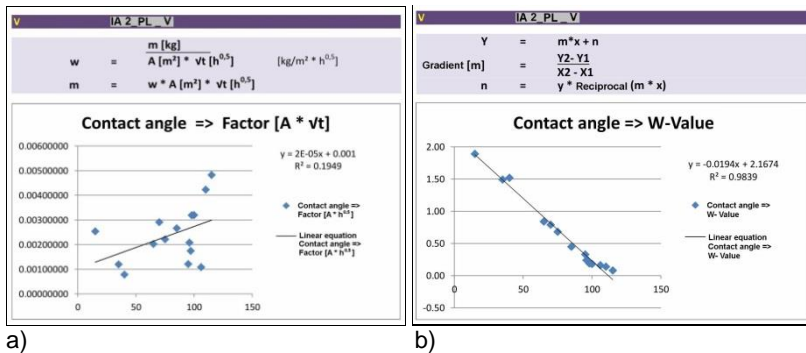 V IA 2_PL _ V
m [kg]
w = A [m²] * √t [h^0,5] [kg/m² * h^0,5]
m = w * A [m²] * √t [h^0,5]
Contact angle => Factor [A * √t]
0.00600000
0.00500000
0.00400000
0.00300000
0.00200000
0.00100000
0.00000000
0 50 100 150
y = 2E-05x + 0.001
R² = 0.1949
Contact angle =>
Factor [A * h^0,5]
Linear equation
Contact angle =>
Factor [A * h^0,5]
a)
V IA 2_PL _ V
Y = m*x + n
Gradient [m] = Y2- Y1
X2 - X1
n = y * Reciprocal (m * x)
Contact angle => W-Value
2.00
1.50
1.00
0.50
0.00
-0.50
0 50 100 150
y = -0.0194x + 2.1674
R² = 0.9839
Contact angle =>
W- Value
Linear equation
Contact angle =>
W- Value
b)